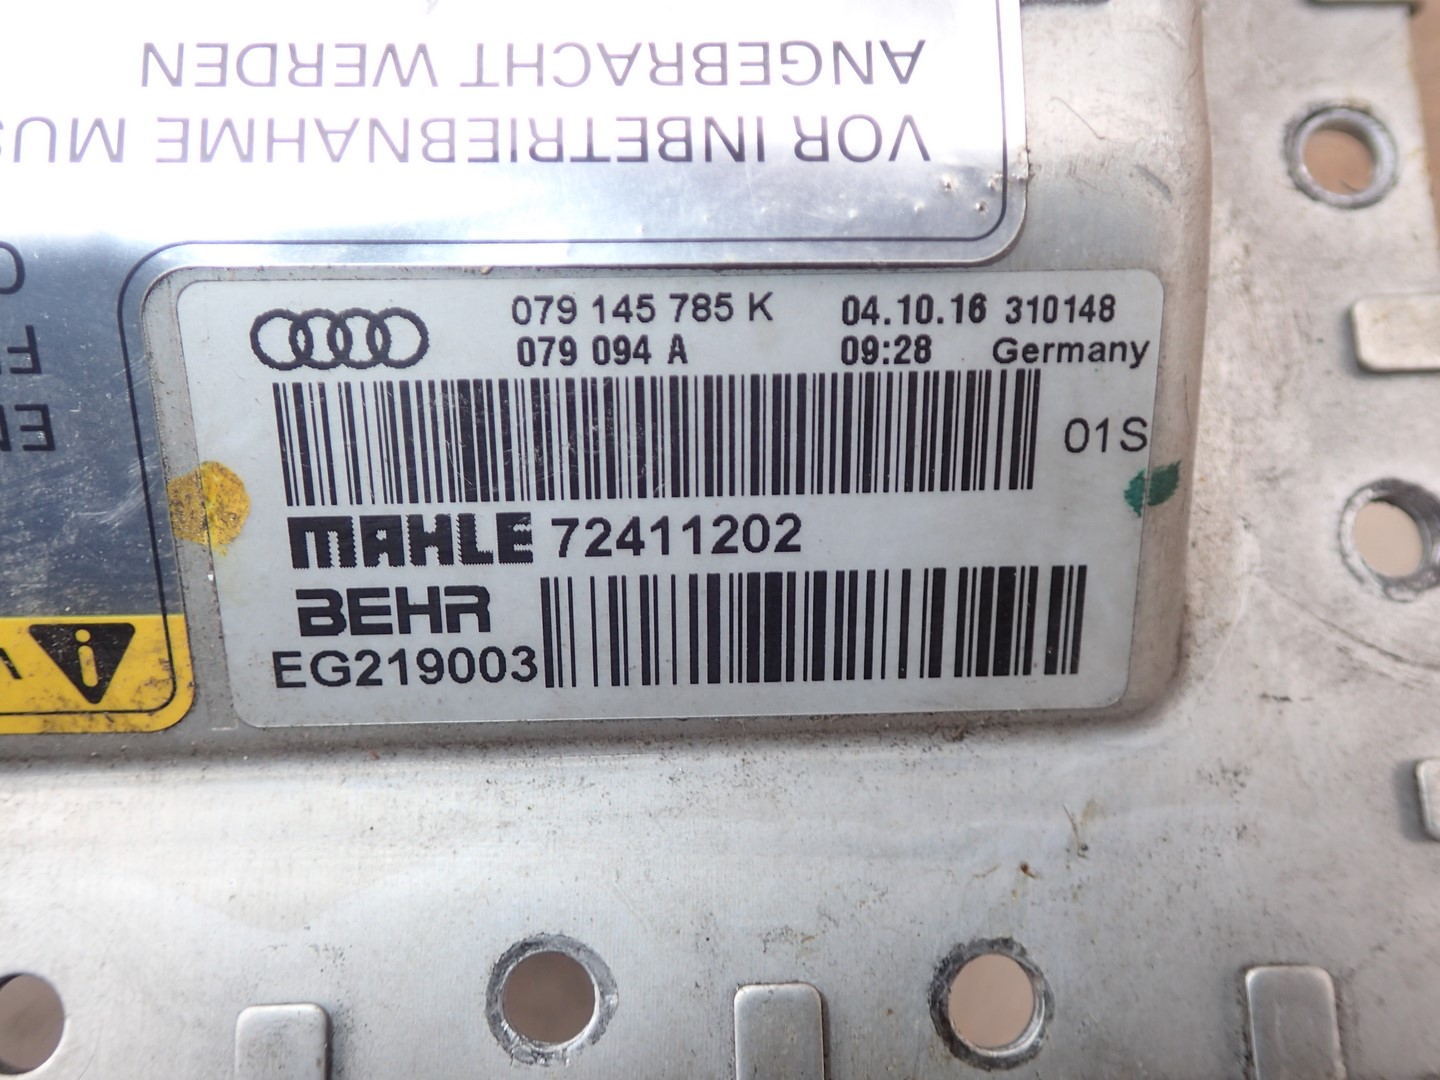 VOR INBETRIEBNAHME
ANGEBRACHT WERDEN
079 145 785 K 04.10.16 310148
079 094 A 09:28 Germany
01S
MAHLE 72411202
BEHR
EG219003